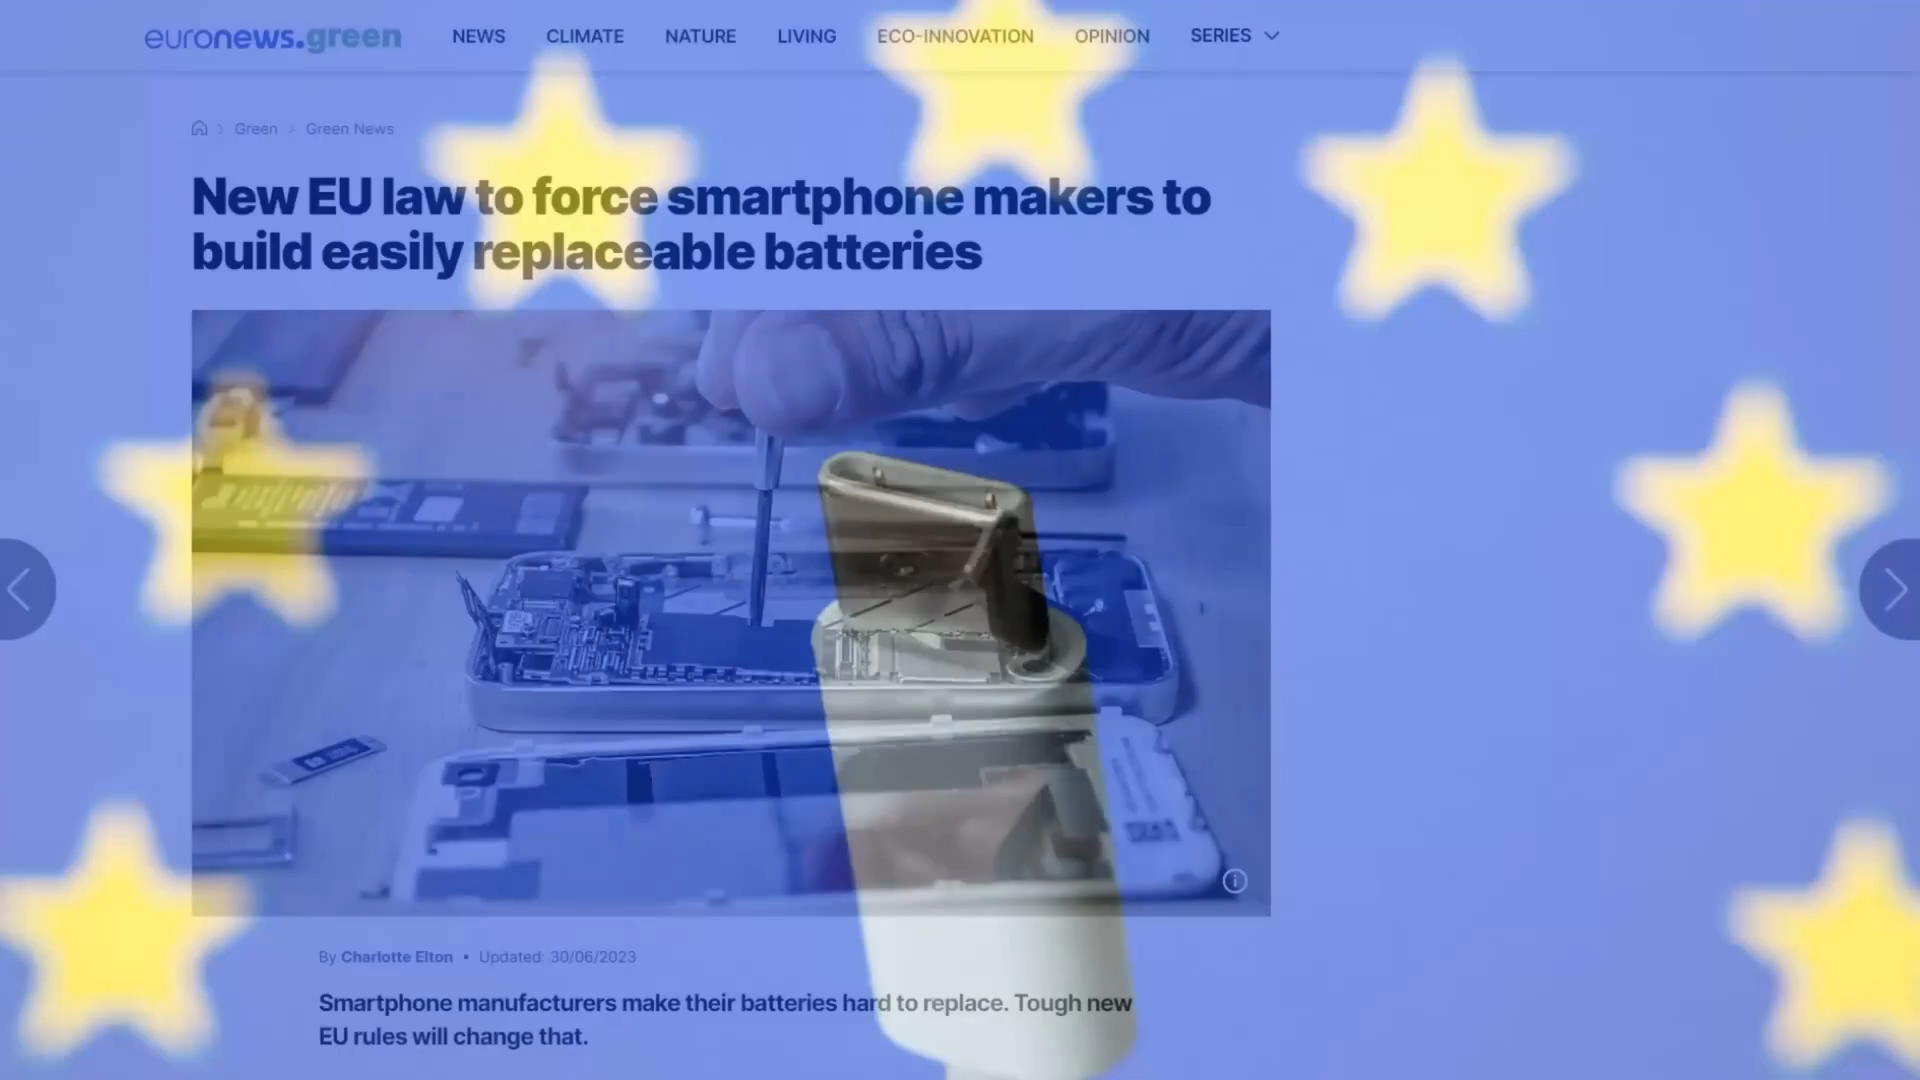 euronews.green
NEWS CLIMATE NATURE LIVING ECO-INNOVATION OPINION SERIES
Green Green News
New EU law to force smartphone makers to
build easily replaceable batteries
By Charlotte Elton • Updated: 30/06/2023
Smartphone manufacturers make their batteries hard to replace. Tough new
EU rules will change that.